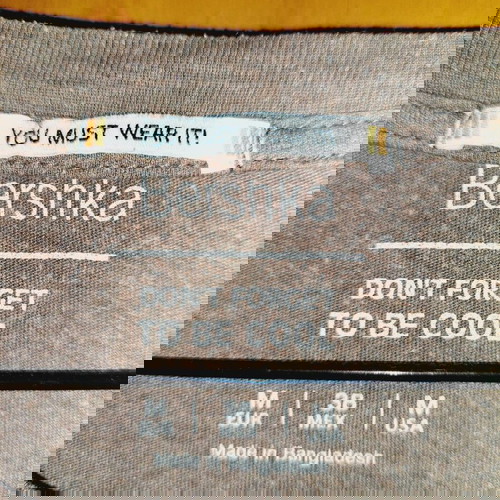 YOU MUST WEAR IT!
Bershka
DON'T FORGET
TO BE COOL
M | 38 | M
EUR MEX USA
Made in Bangladesh